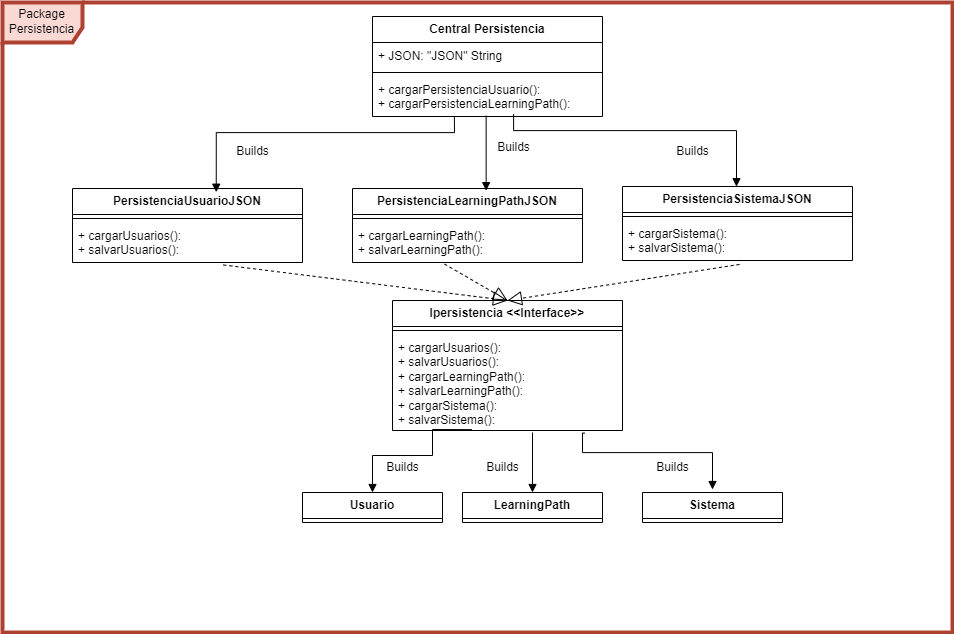 Package
Persistencia
Central Persistencia
+ JSON: "JSON" String
+ cargarPersistenciaUsuario():
+ cargarPersistenciaLearningPath():
Builds
Builds
Builds
PersistenciaUsuarioJSON
+ cargarUsuarios():
+ salvarUsuarios():
PersistenciaLearningPathJSON
+ cargarLearningPath():
+ salvarLearningPath():
PersistenciaSistemaJSON
+ cargarSistema():
+ salvarSistema():
Ipersistencia <<Interface>>
+ cargarUsuarios():
+ salvarUsuarios():
+ cargarLearningPath():
+ salvarLearningPath():
+ cargarSistema():
+ salvarSistema():
Builds
Builds
Builds
Usuario
LearningPath
Sistema